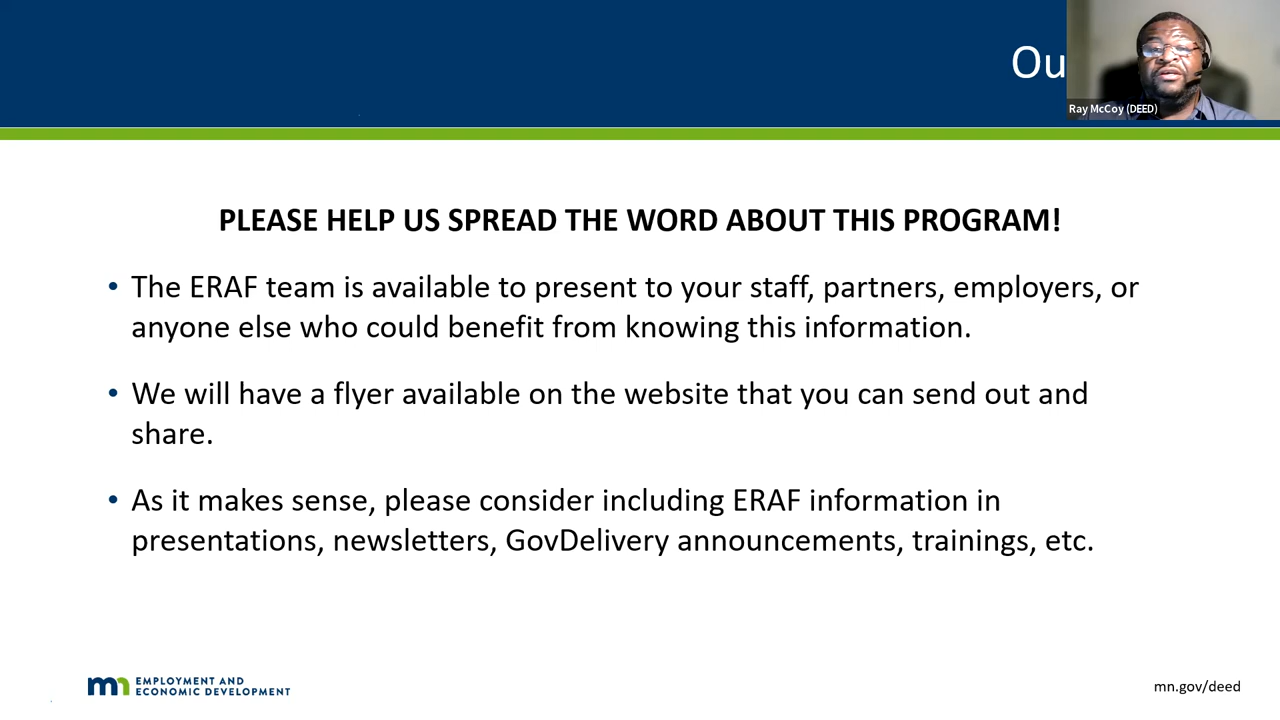 Ou
Ray McCoy (DEED)
PLEASE HELP US SPREAD THE WORD ABOUT THIS PROGRAM!
• The ERAF team is available to present to your staff, partners, employers, or
anyone else who could benefit from knowing this information.
• We will have a flyer available on the website that you can send out and
share.
• As it makes sense, please consider including ERAF information in
presentations, newsletters, GovDelivery announcements, trainings, etc.
mn EMPLOYMENT AND
ECONOMIC DEVELOPMENT
mn.gov/deed